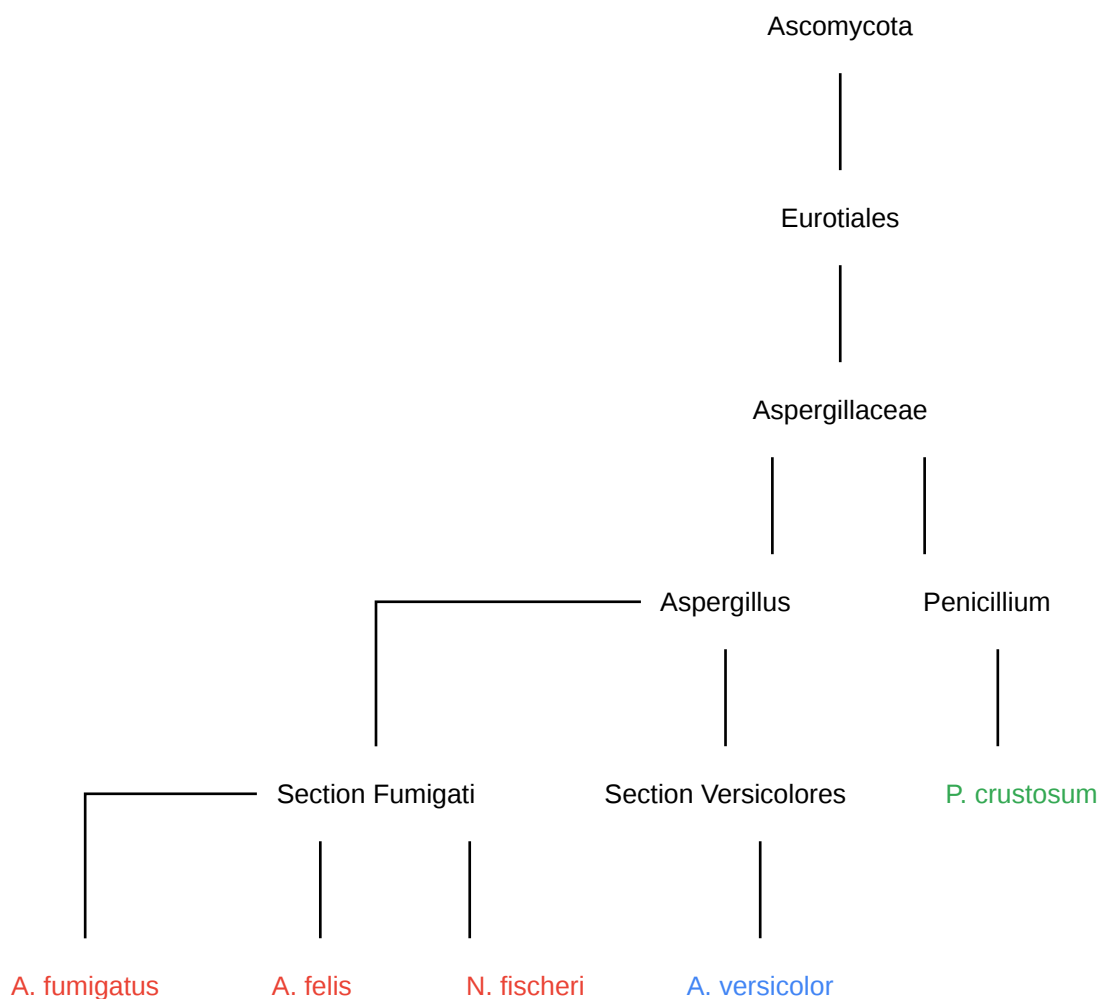 Ascomycota
Eurotiales
Aspergillaceae
Aspergillus
Penicillium
Section Fumigati
Section Versicolores
P. crustosum
A. fumigatus
A. felis
N. fischeri
A. versicolor